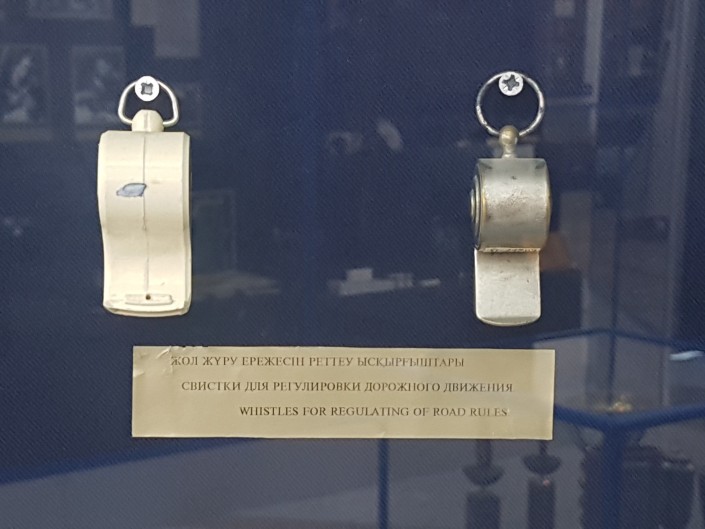 ЖОЛ ЖҮРУ ЕРЕЖЕСІН РЕТТЕУ ЫСҚЫРҒЫШТАРЫ
СВИСТКИ ДЛЯ РЕГУЛИРОВКИ ДОРОЖНОГО ДВИЖЕНИЯ
WHISTLES FOR REGULATING OF ROAD RULES